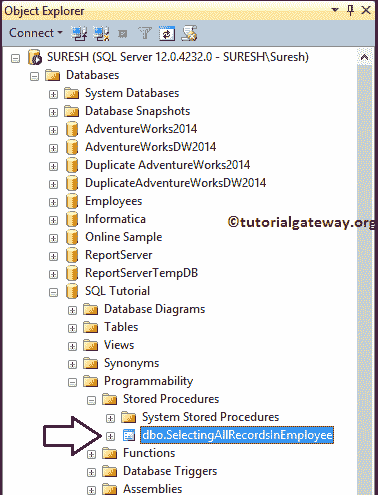 Object Explorer
Connect
SURESH (SQL Server 12.0.4232.0 - SURESH\Suresh)
Databases
System Databases
Database Snapshots
AdventureWorks2014
AdventureWorksDW2014
Duplicate AdventureWorks2014
DuplicateAdventureWorksDW2014
Employees
Informatica
©tutorialgateway.org
Online Sample
ReportServer
ReportServerTempDB
SQL Tutorial
Database Diagrams
Tables
Views
Synonyms
Programmability
Stored Procedures
System Stored Procedures
dbo.SelectingAllRecordsInEmployee
Functions
Database Triggers
Assemblies